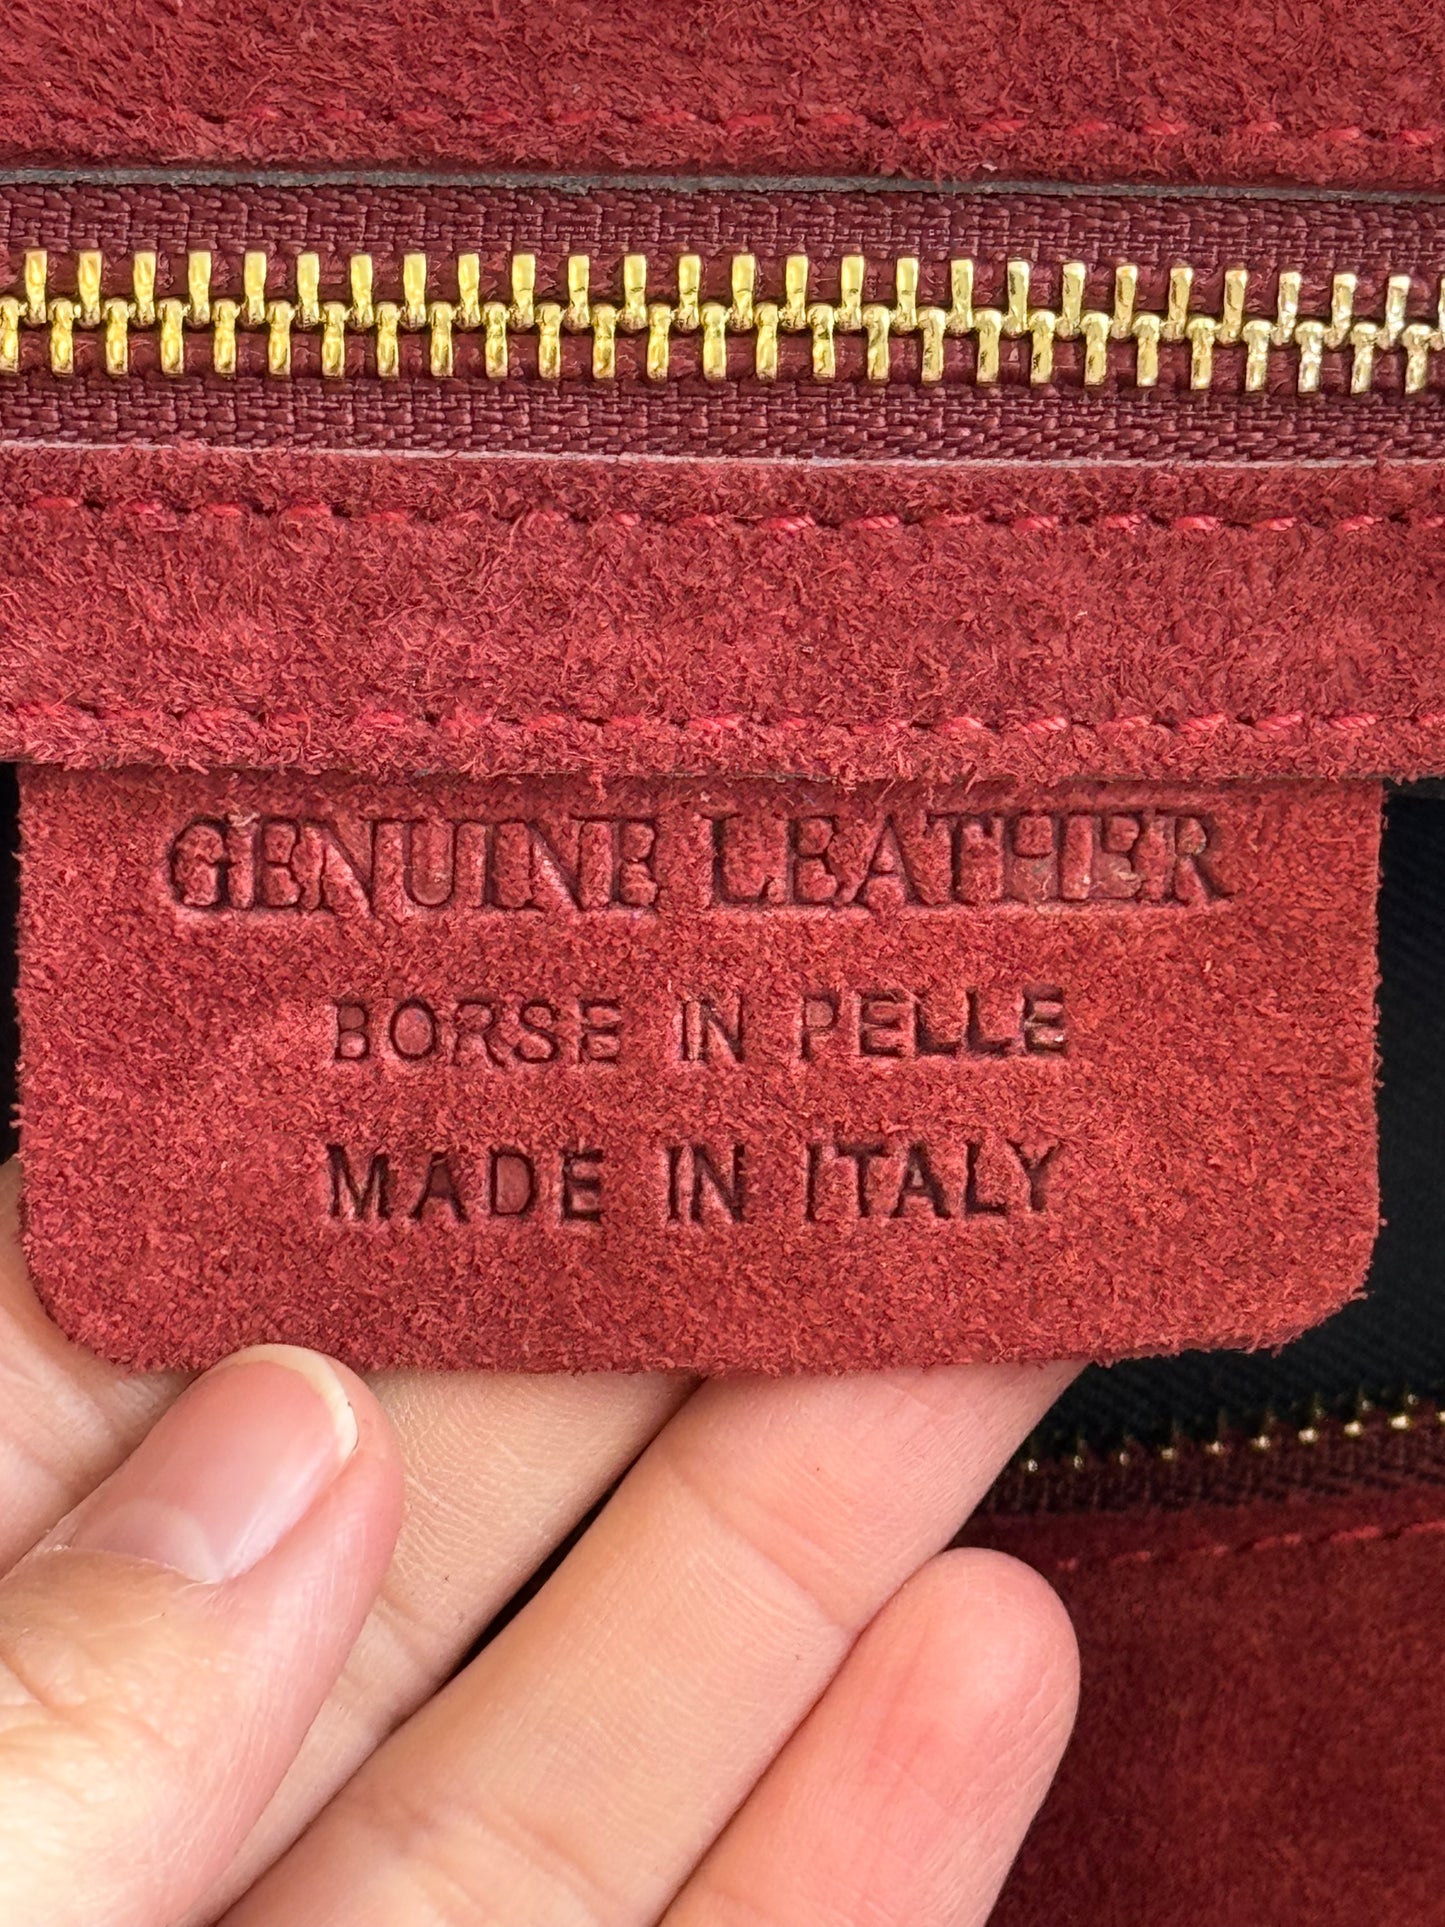 GENUINE LEATHER
BORSE IN PELLE
MADE IN ITALY